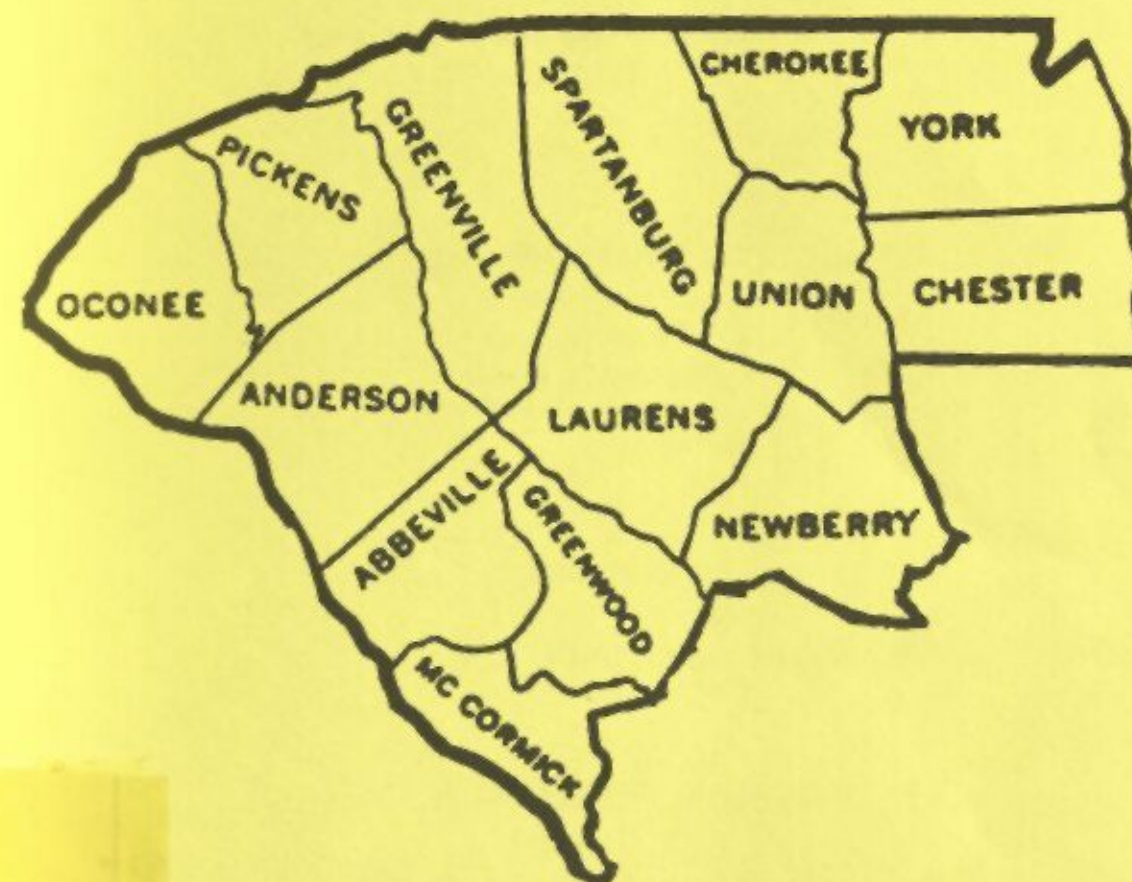 CHEROKEE
SPARTANBURG
GREENVILLE
YORK
PICKENS
OCONEE
UNION
CHESTER
ANDERSON
LAURENS
ABBEVILLE
GREENWOOD
NEWBERRY
MC CORMICK